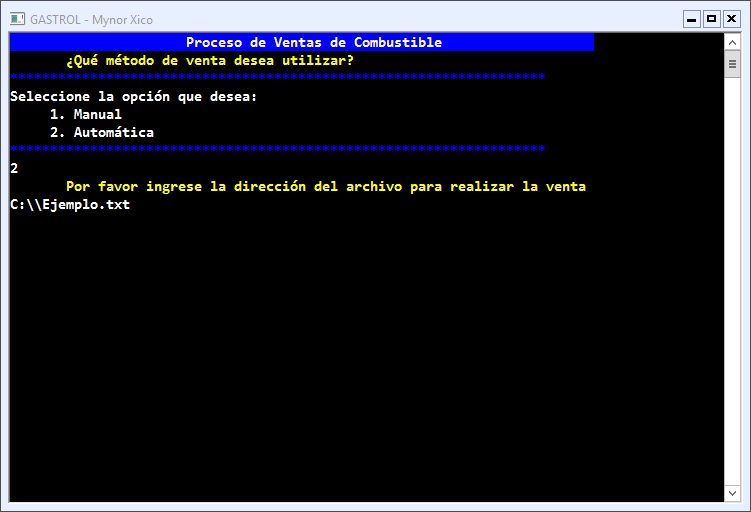 GASTROL - Mynor Xico
Proceso de Ventas de Combustible
¿Qué método de venta desea utilizar?
*******************************************************************
Seleccione la opción que desea:
1. Manual
2. Automática
*******************************************************************
2
Por favor ingrese la dirección del archivo para realizar la venta
C:\\Ejemplo.txt